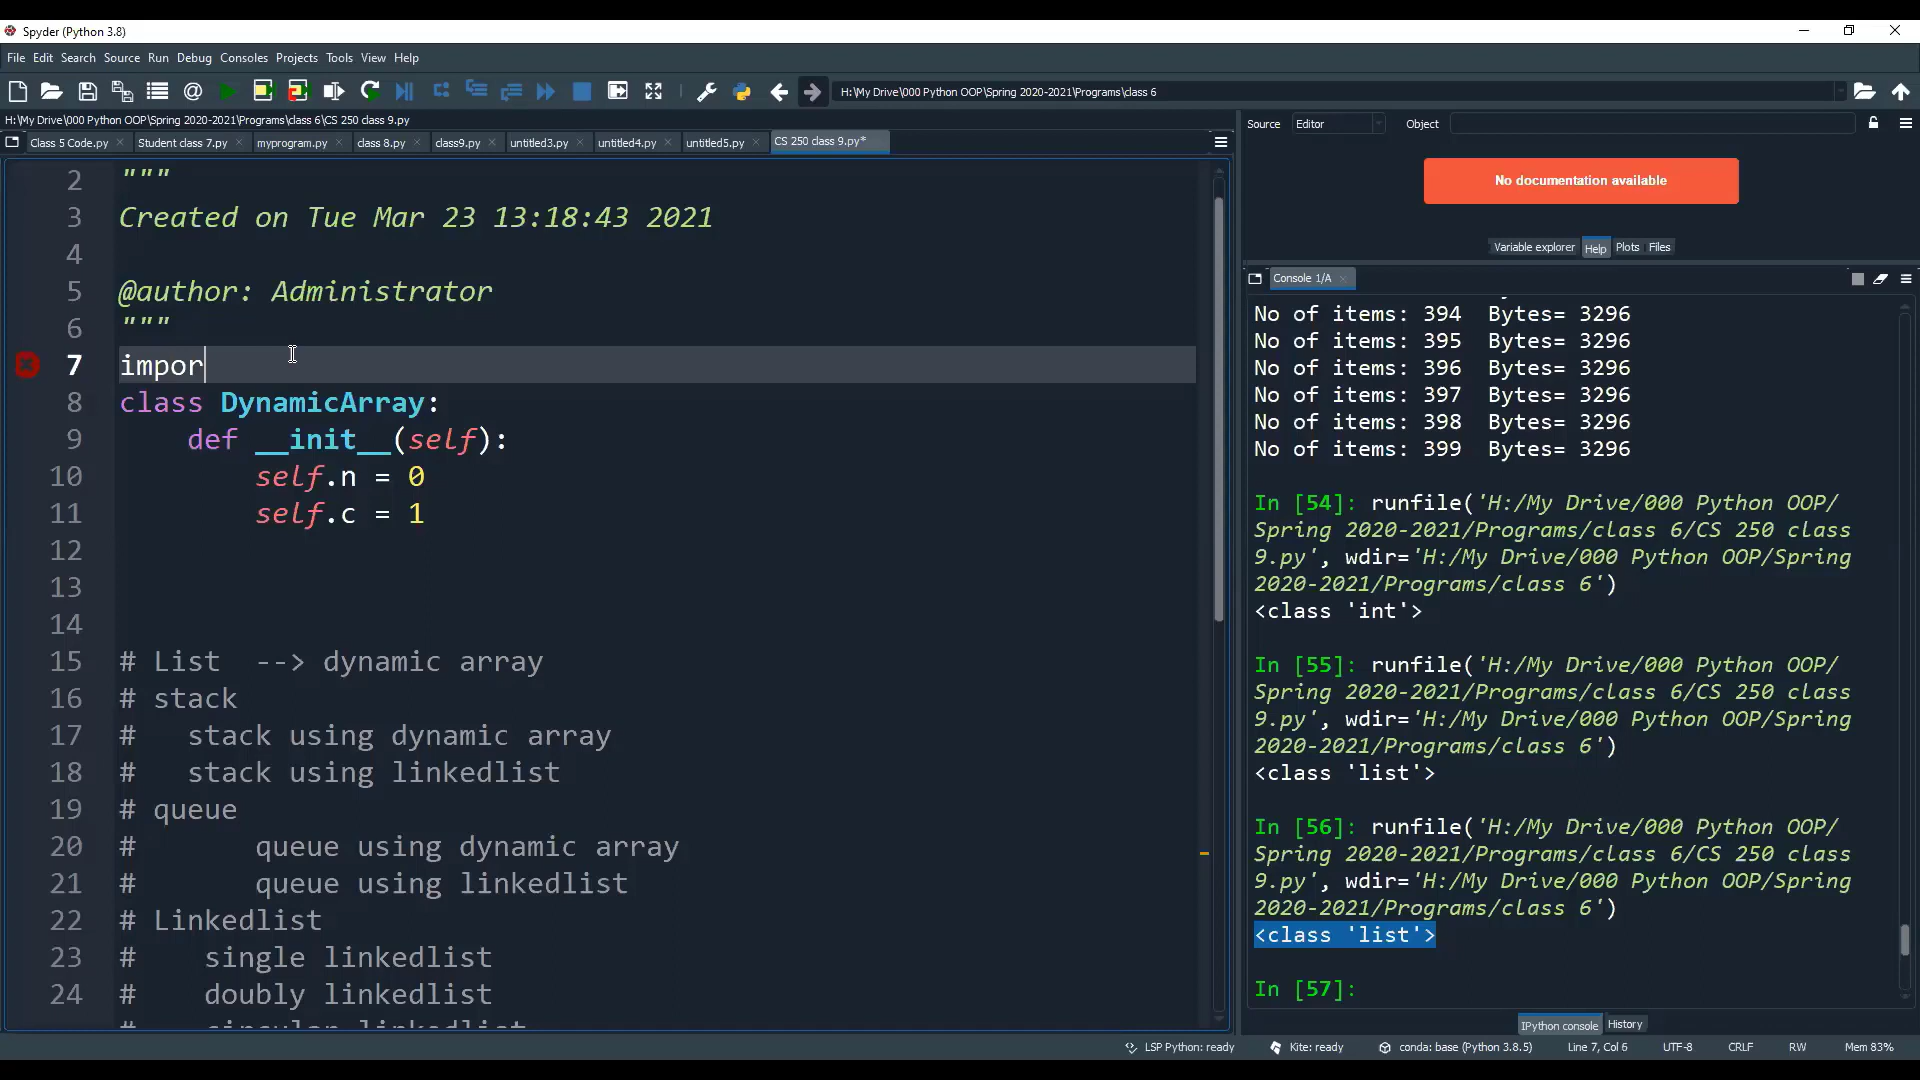 Spyder (Python 3.8)
File Edit Search Source Run Debug Consoles Projects Tools View Help
H:\My Drive\000 Python OOP\Spring 2020-2021\Programs\class 6
H:\My Drive\000 Python OOP\Spring 2020-2021\Programs\class 6\CS 250 class 9.py
Class 5 Code.py Student class 7.py myprogram.py class 8.py class9.py untitled3.py untitled4.py untitled5.py CS 250 class 9.py*
2 """
3 Created on Tue Mar 23 13:18:43 2021
4
5 @author: Administrator
6 """
7 impor
8 class DynamicArray:
9 def __init__(self):
10 self.n = 0
11 self.c = 1
12
13
14
15 # List --> dynamic array
16 # stack
17 # stack using dynamic array
18 # stack using linkedlist
19 # queue
20 # queue using dynamic array
21 # queue using linkedlist
22 # Linkedlist
23 # single linkedlist
24 # doubly linkedlist
# circular linkedlist
Source Editor Object
No documentation available
Variable explorer Help Plots Files
Console 1/A
No of items: 394 Bytes= 3296
No of items: 395 Bytes= 3296
No of items: 396 Bytes= 3296
No of items: 397 Bytes= 3296
No of items: 398 Bytes= 3296
No of items: 399 Bytes= 3296
In [54]: runfile('H:/My Drive/000 Python OOP/
Spring 2020-2021/Programs/class 6/CS 250 class
9.py', wdir='H:/My Drive/000 Python OOP/Spring
2020-2021/Programs/class 6')
<class 'int'>
In [55]: runfile('H:/My Drive/000 Python OOP/
Spring 2020-2021/Programs/class 6/CS 250 class
9.py', wdir='H:/My Drive/000 Python OOP/Spring
2020-2021/Programs/class 6')
<class 'list'>
In [56]: runfile('H:/My Drive/000 Python OOP/
Spring 2020-2021/Programs/class 6/CS 250 class
9.py', wdir='H:/My Drive/000 Python OOP/Spring
2020-2021/Programs/class 6')
<class 'list'>
In [57]:
IPython console History
LSP Python: ready Kite: ready conda: base (Python 3.8.5) Line 7, Col 6 UTF-8 CRLF RW Mem 83%